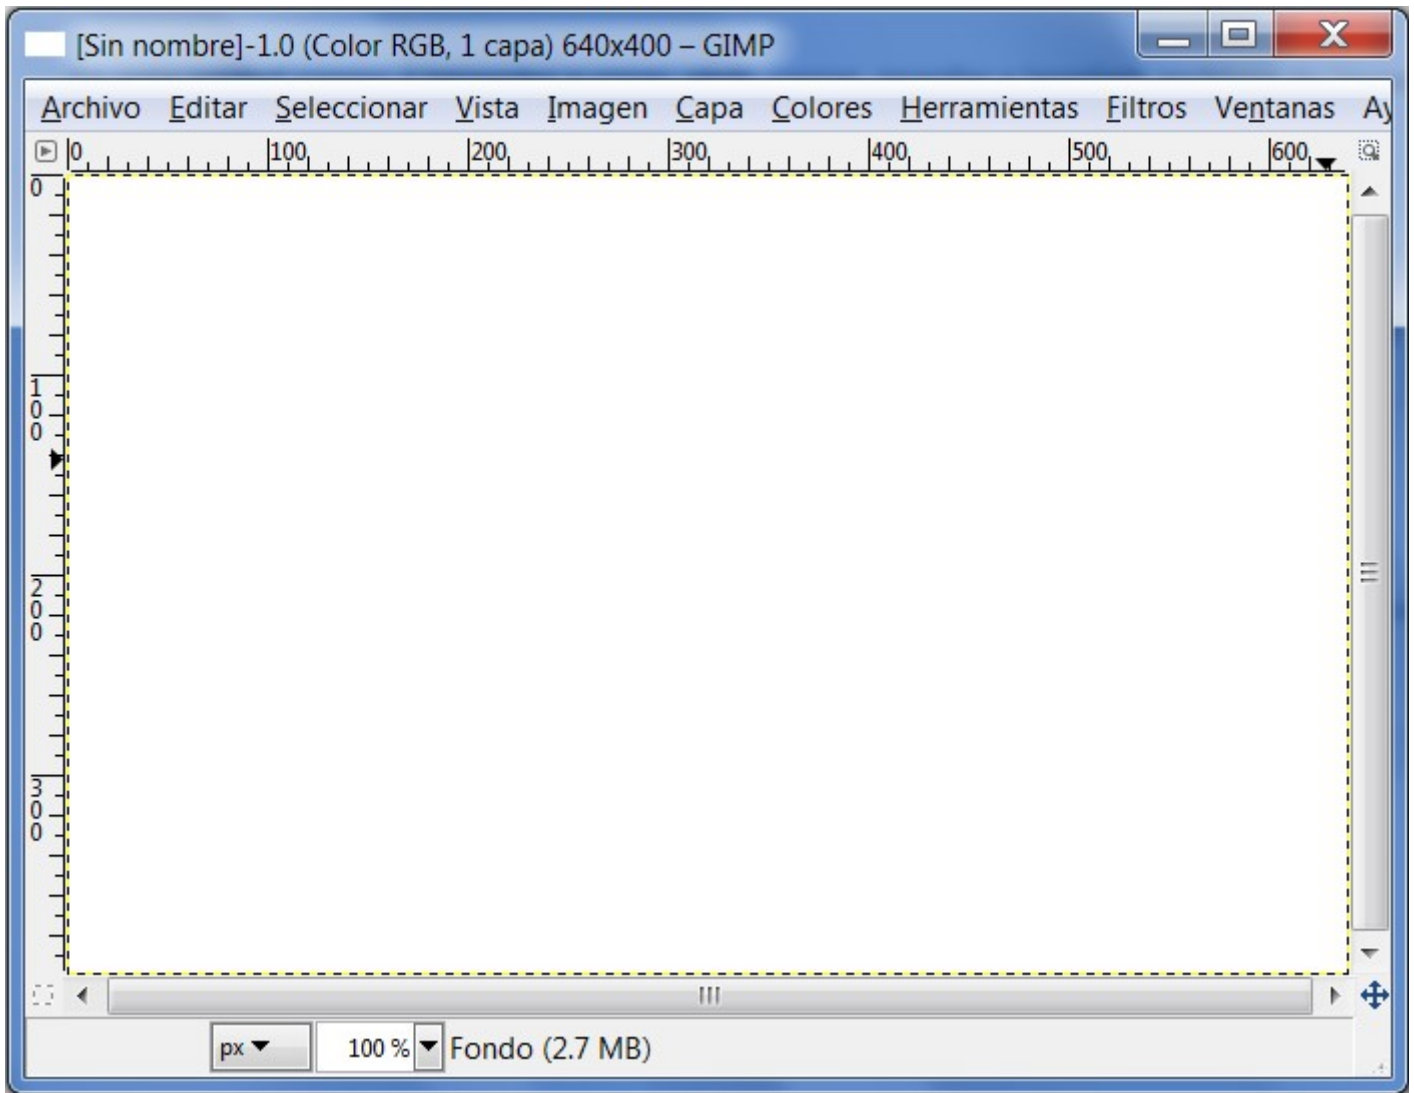 [Sin nombre]-1.0 (Color RGB, 1 capa) 640x400 – GIMP
Archivo Editar Seleccionar Vista Imagen Capa Colores Herramientas Filtros Ventanas Ay
0 100 200 300 400 500 600
0
100
200
300
px 100 % Fondo (2.7 MB)